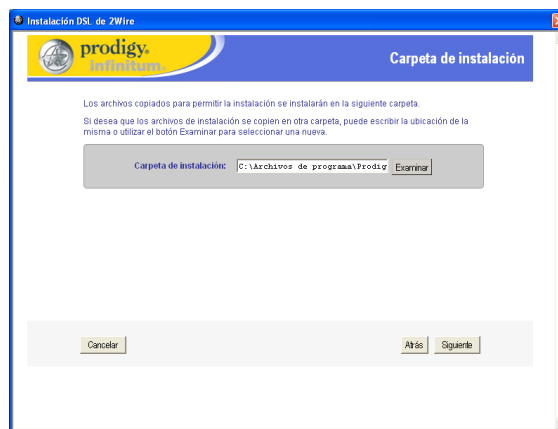 Instalación DSL de 2Wire
prodigy.
infinitum.
Carpeta de instalación
Los archivos copiados para permitir la instalación se instalarán en la siguiente carpeta.
Si desea que los archivos de instalación se copien en otra carpeta, puede escribir la ubicación de la
misma o utilizar el botón Examinar para seleccionar una nueva.
Carpeta de instalación: C:\Archivos de programa\Prodig Examinar
Cancelar Atrás Siguiente